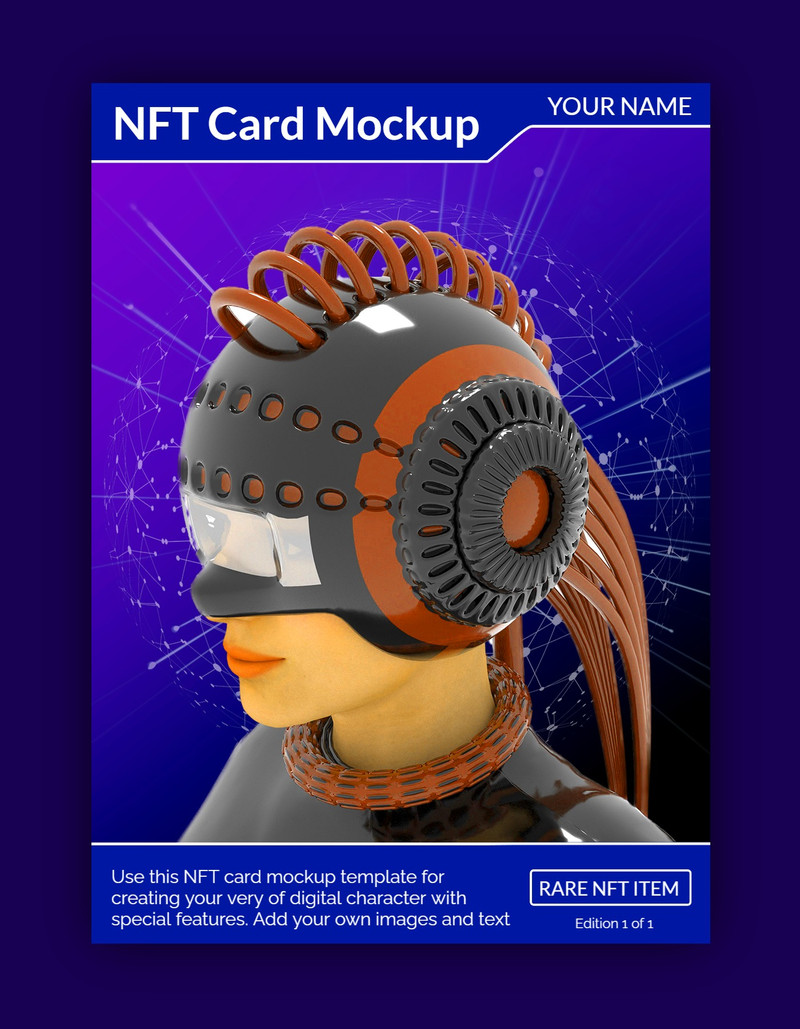 NFT Card Mockup
YOUR NAME
Use this NFT card mockup template for
creating your very of digital character with
special features. Add your own images and text
RARE NFT ITEM
Edition 1 of 1